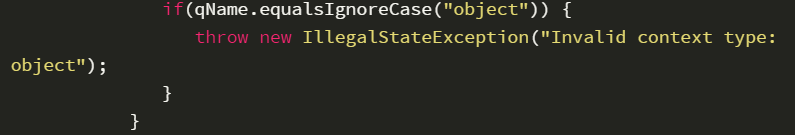 if(qName.equalsIgnoreCase("object")) {
throw new IllegalStateException("Invalid context type:
object");
}
}